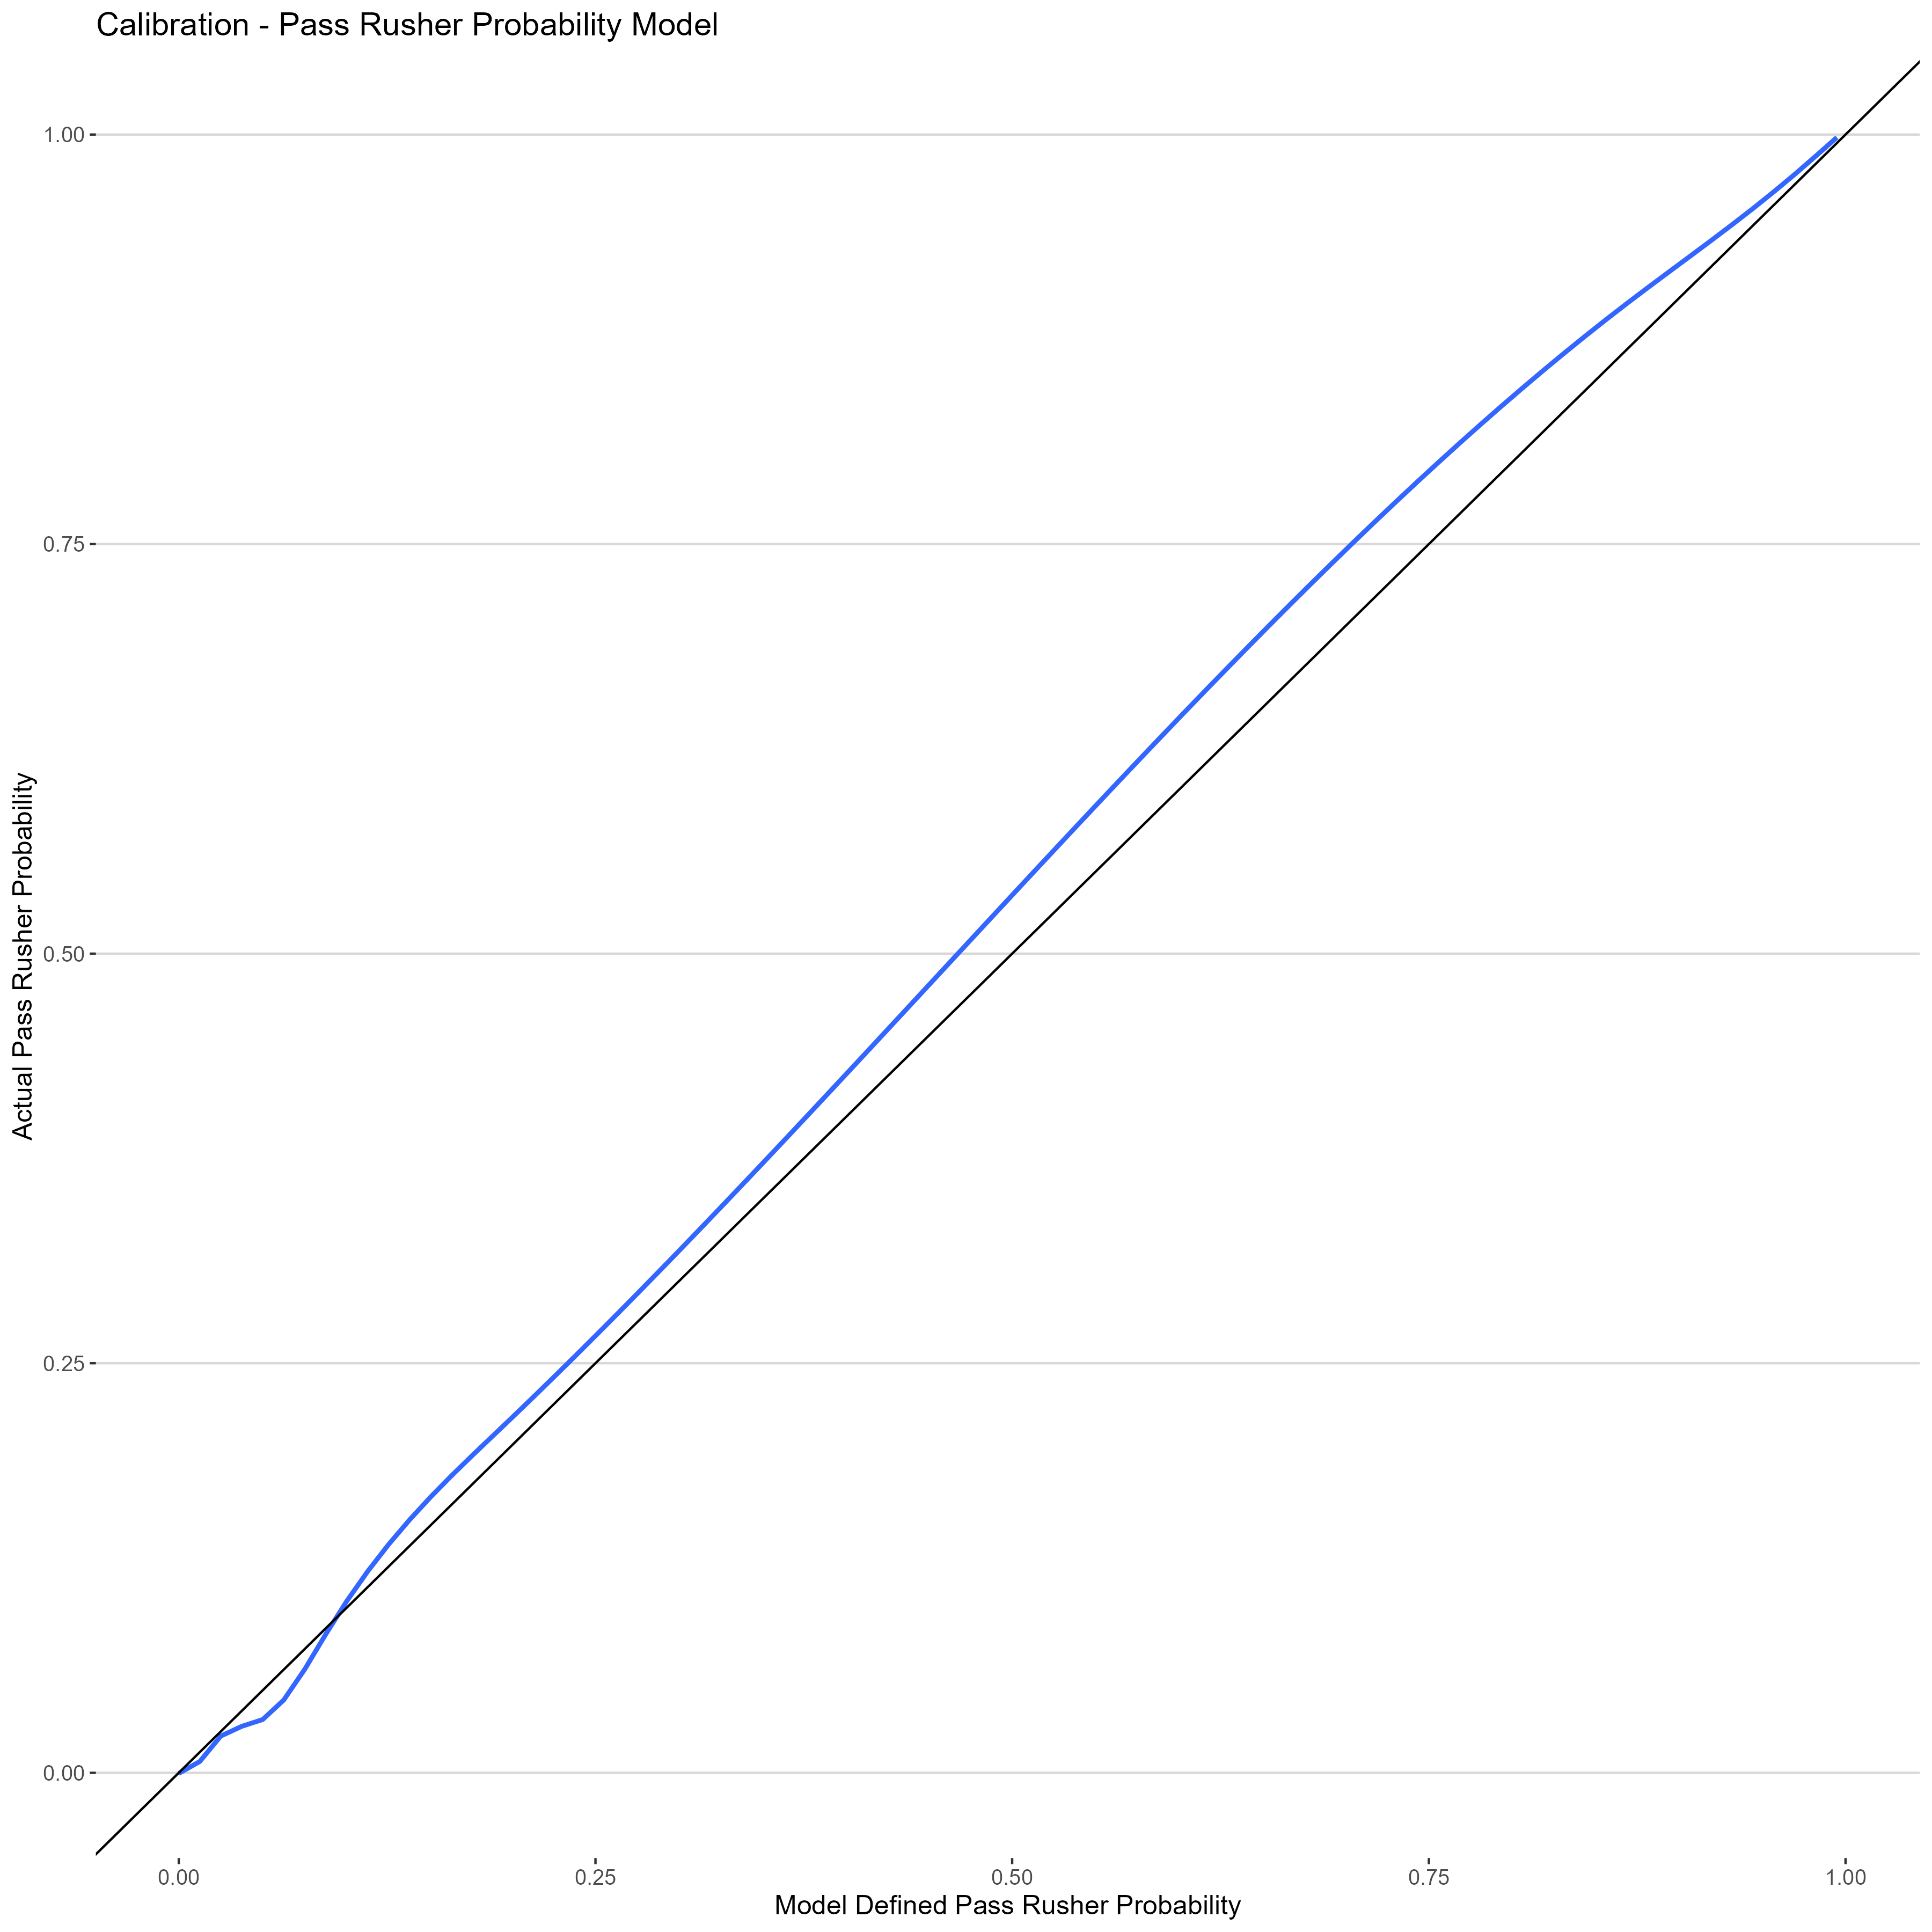 Calibration - Pass Rusher Probability Model
1.00
0.75
0.50
0.25
0.00
Actual Pass Rusher Probability
0.00 0.25 0.50 0.75 1.00
Model Defined Pass Rusher Probability